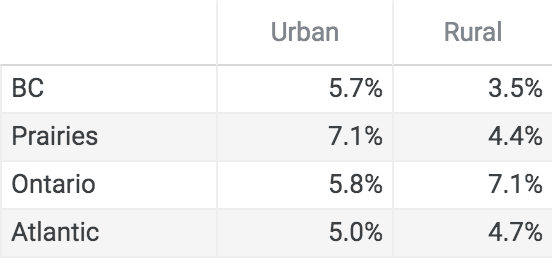 Urban Rural
BC 5.7% 3.5%
Prairies 7.1% 4.4%
Ontario 5.8% 7.1%
Atlantic 5.0% 4.7%